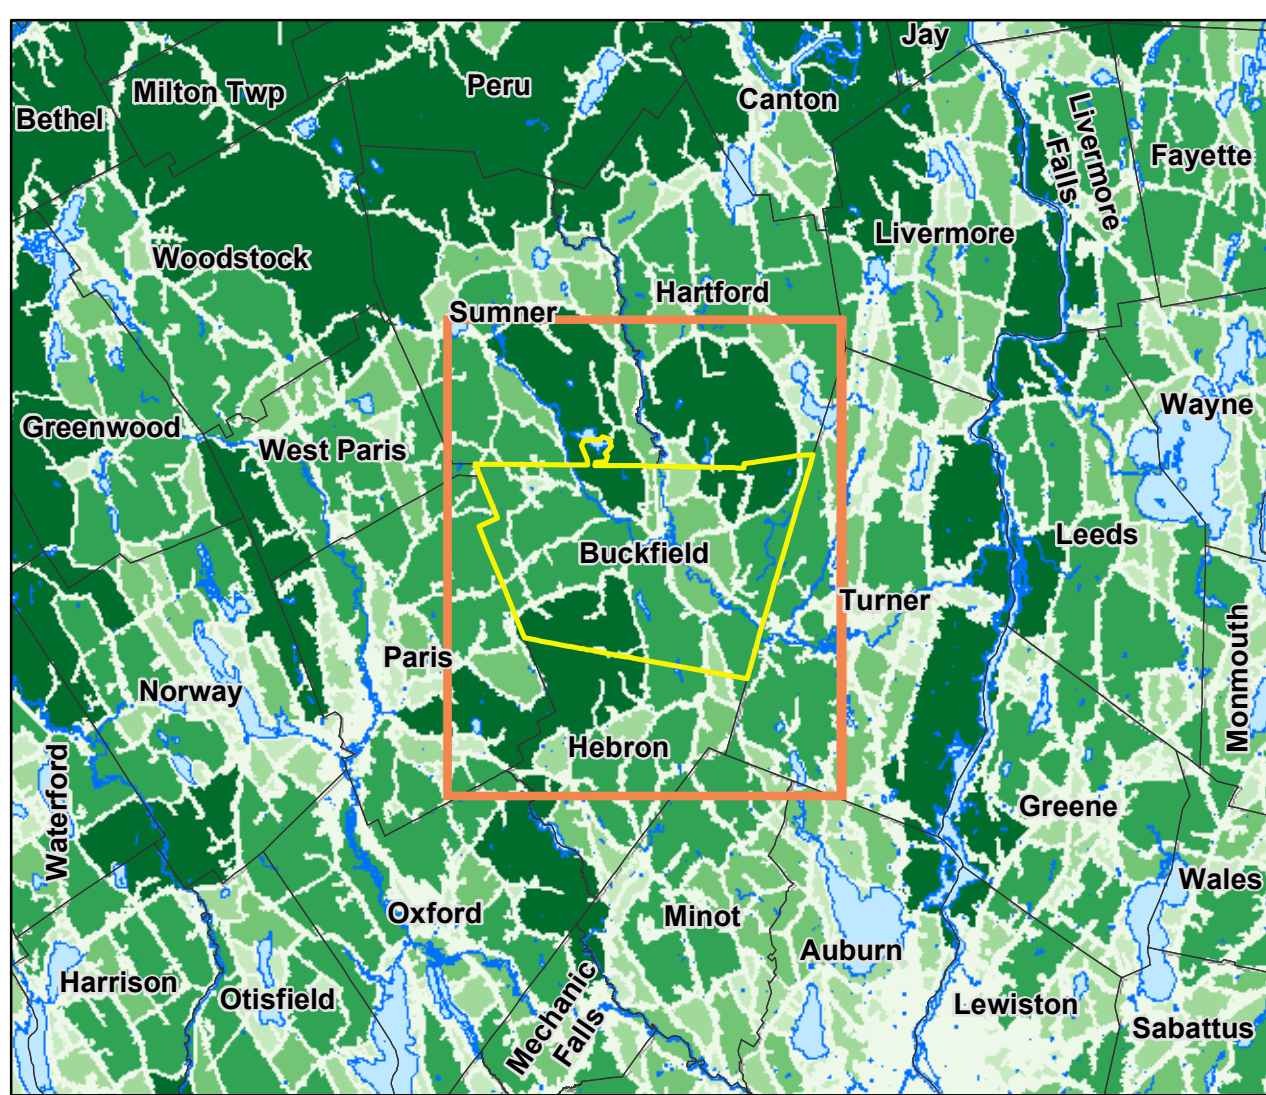 Jay
Milton Twp
Peru
Canton
Bethel
Livermore
Falls
Fayette
Livermore
Woodstock
Hartford
Sumner
Wayne
Greenwood
West Paris
Leeds
Buckfield
Turner
Paris
Monmouth
Norway
Hebron
Waterford
Greene
Wales
Oxford
Minot
Auburn
Harrison
Otisfield
Mechanic
Falls
Lewiston
Sabattus